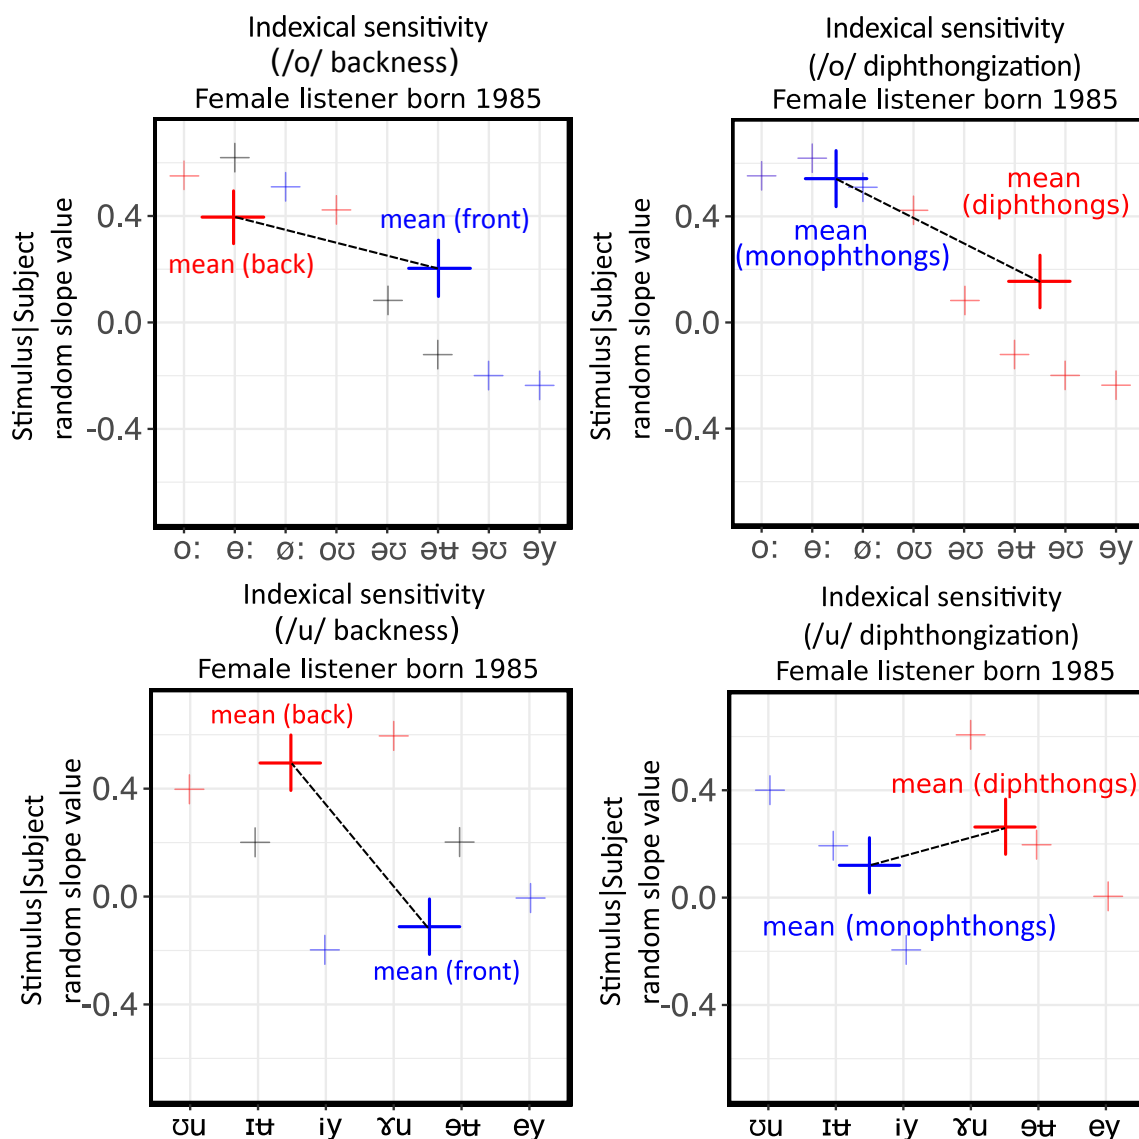 Indexical sensitivity
(/o/ backness)
Female listener born 1985
Stimulus|Subject
random slope value
0.4
0.0
-0.4
mean (front)
mean (back)
o: ɵ: ø: oʊ əʊ əʉ ɘʊ ɘy
Indexical sensitivity
(/o/ diphthongization)
Female listener born 1985
Stimulus|Subject
random slope value
0.4
0.0
-0.4
mean
(diphthongs)
mean
(monophthongs)
o: ɵ: ø: oʊ əʊ əʉ ɘʊ ɘy
Indexical sensitivity
(/u/ backness)
Female listener born 1985
Stimulus|Subject
random slope value
0.4
0.0
-0.4
mean (back)
mean (front)
ʊu ɪʉ iy ɤu ɘʉ ey
Indexical sensitivity
(/u/ diphthongization)
Female listener born 1985
Stimulus|Subject
random slope value
0.4
0.0
-0.4
mean (diphthongs)
mean (monophthongs)
ʊu ɪʉ iy ɤu ɘʉ ey